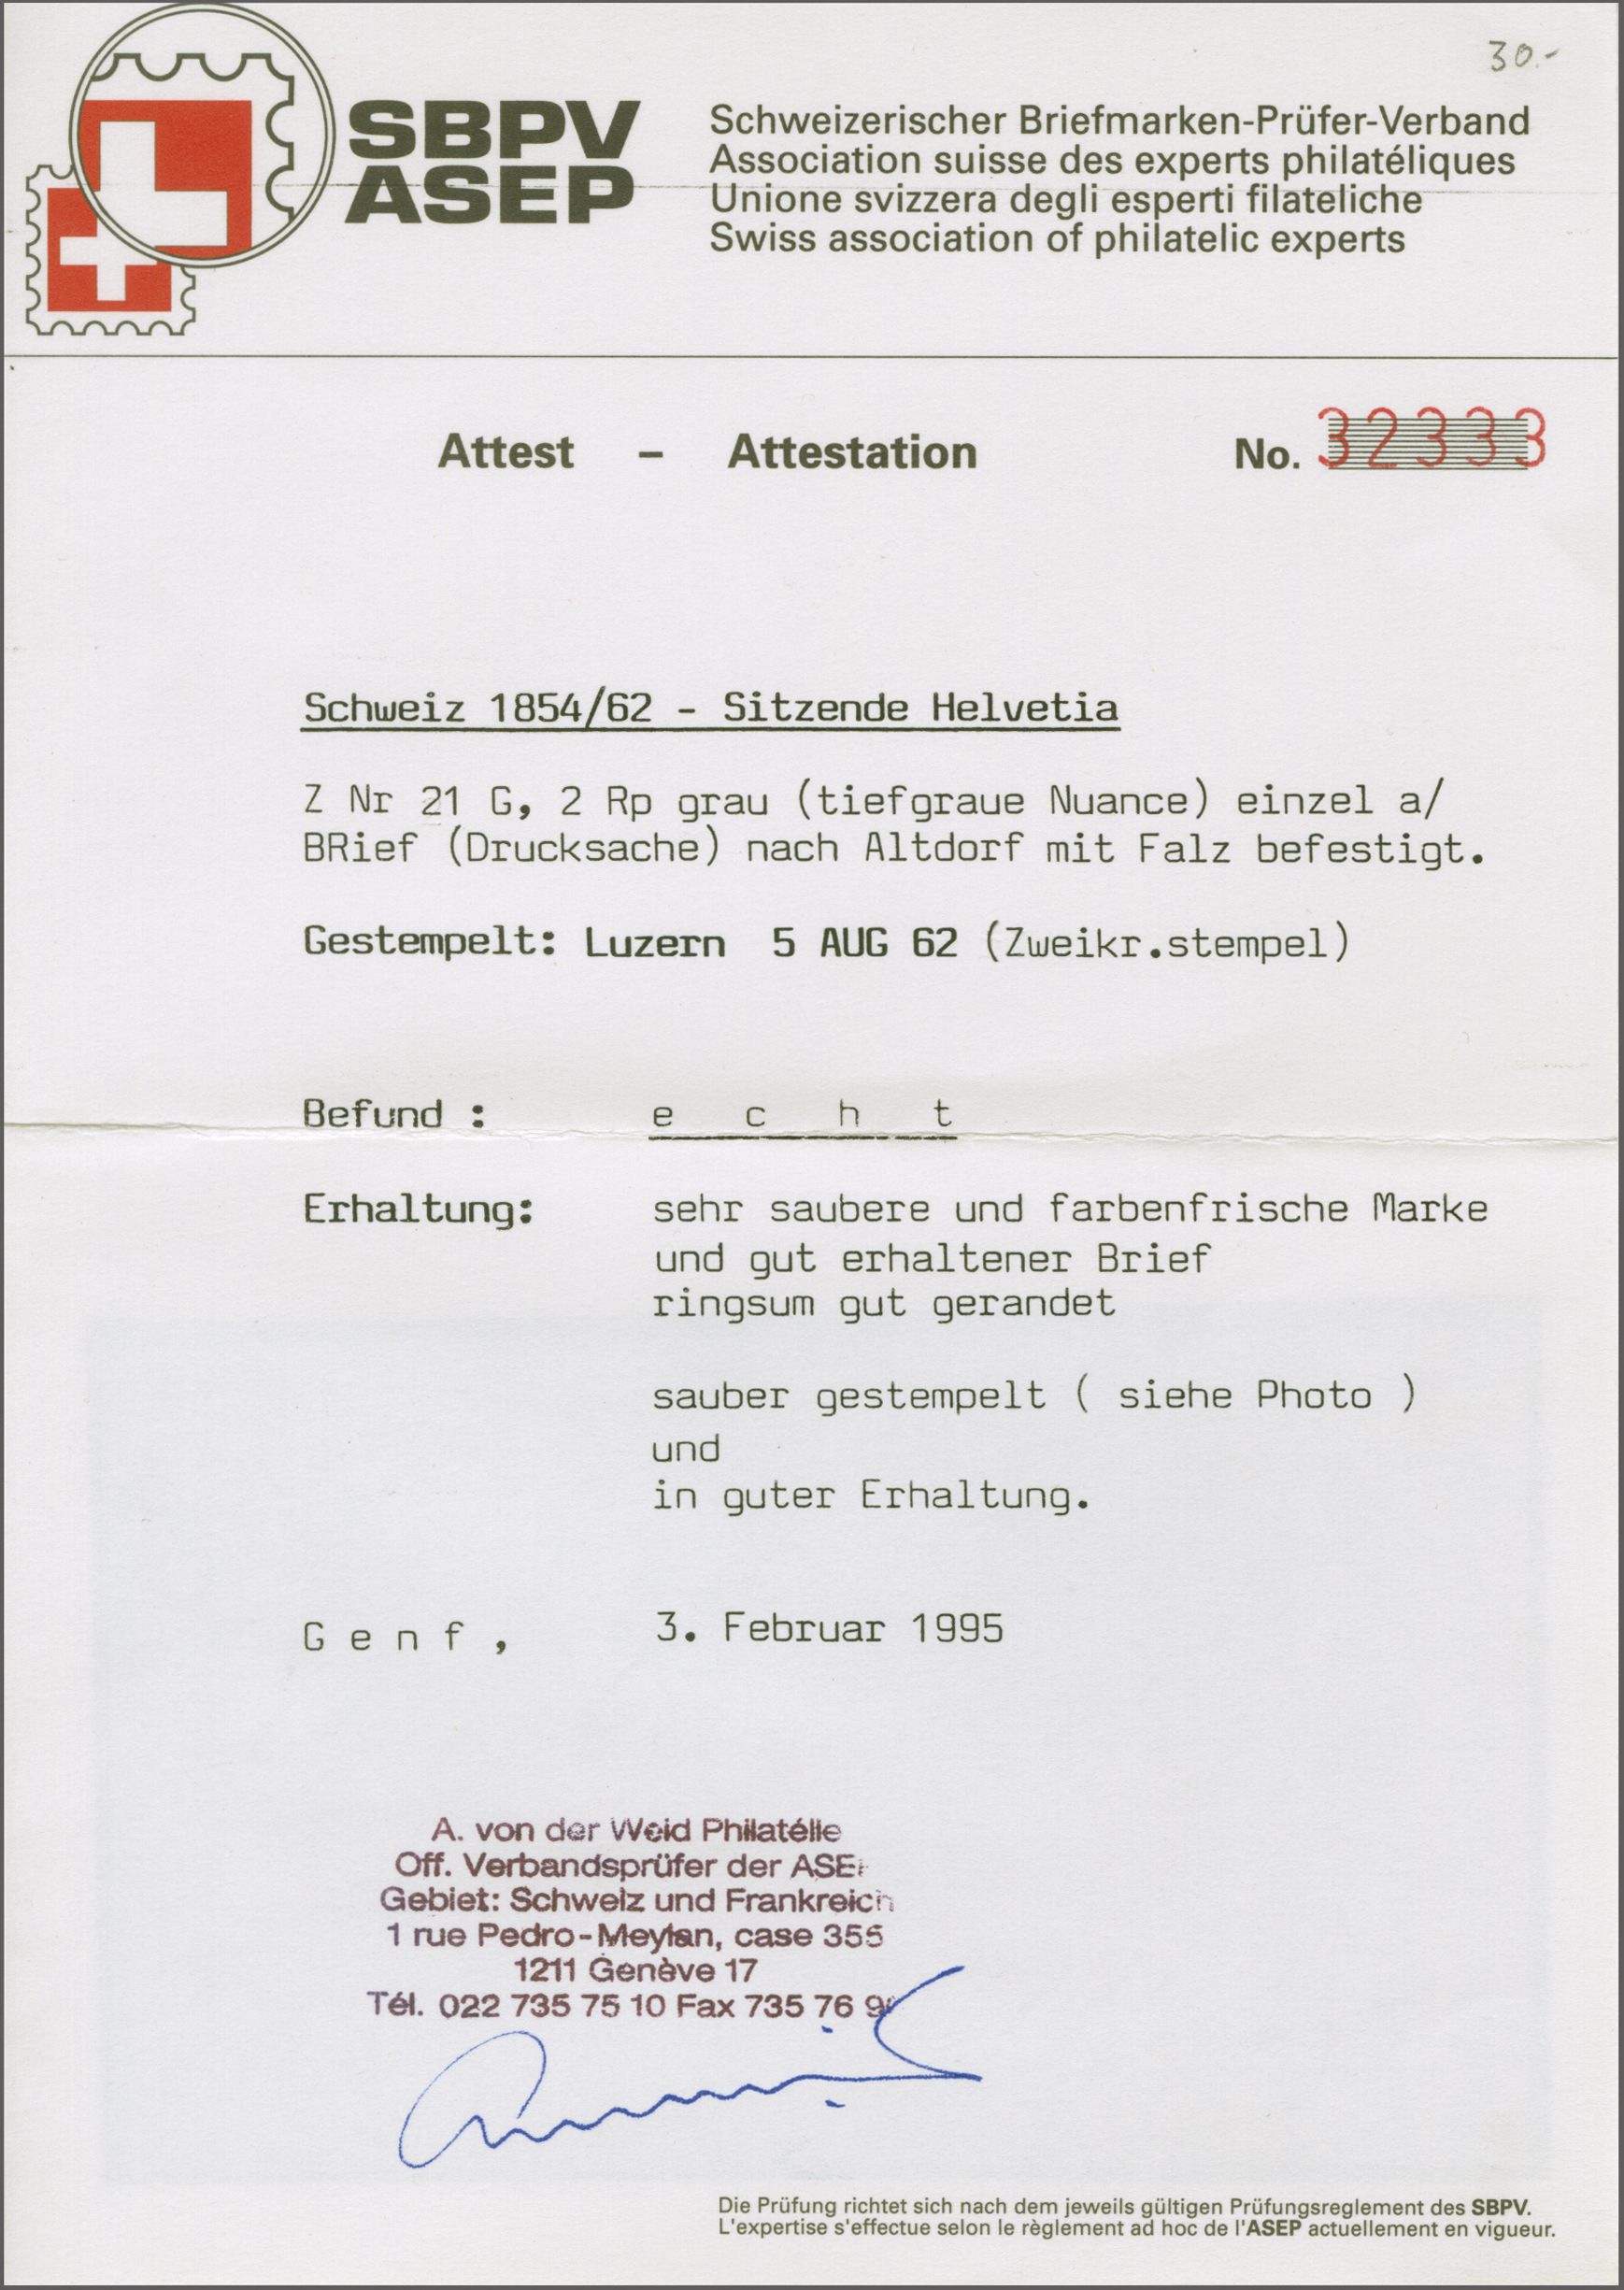 30.-
SBPV
ASEP
Schweizerischer Briefmarken-Prüfer-Verband
Association suisse des experts philatéliques
Unione svizzera degli esperti filateliche
Swiss association of philatelic experts
Attest – Attestation No. 32333
Schweiz 1854/62 - Sitzende Helvetia
Z Nr 21 G, 2 Rp grau (tiefgraue Nuance) einzel a/
BRief (Drucksache) nach Altdorf mit Falz befestigt.
Gestempelt: Luzern 5 AUG 62 (Zweikr.stempel)
Befund : e c h t
Erhaltung: sehr saubere und farbenfrische Marke
und gut erhaltener Brief
ringsum gut gerandet
sauber gestempelt ( siehe Photo )
und
in guter Erhaltung.
G e n f , 3. Februar 1995
A. von der Weid Philatélie
Off. Verbandsprüfer der ASEP
Gebiet: Schweiz und Frankreich
1 rue Pedro-Meylan, case 355
1211 Genève 17
Tél. 022 735 75 10 Fax 735 76
Die Prüfung richtet sich nach dem jeweils gültigen Prüfungsreglement des SBPV.
L'expertise s'effectue selon le règlement ad hoc de l'ASEP actuellement en vigueur.